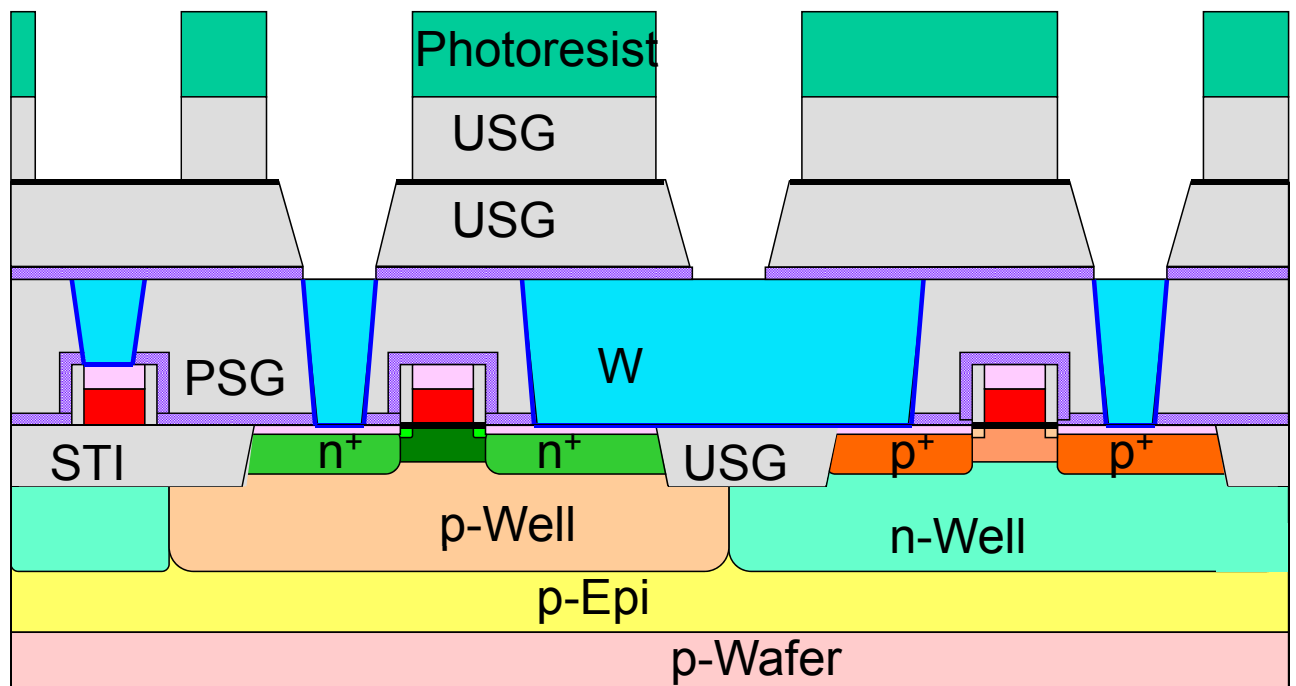 Photoresist
USG
USG
W
PSG
STI
n+
n+
USG
p+
p+
p-Well
n-Well
p-Epi
p-Wafer